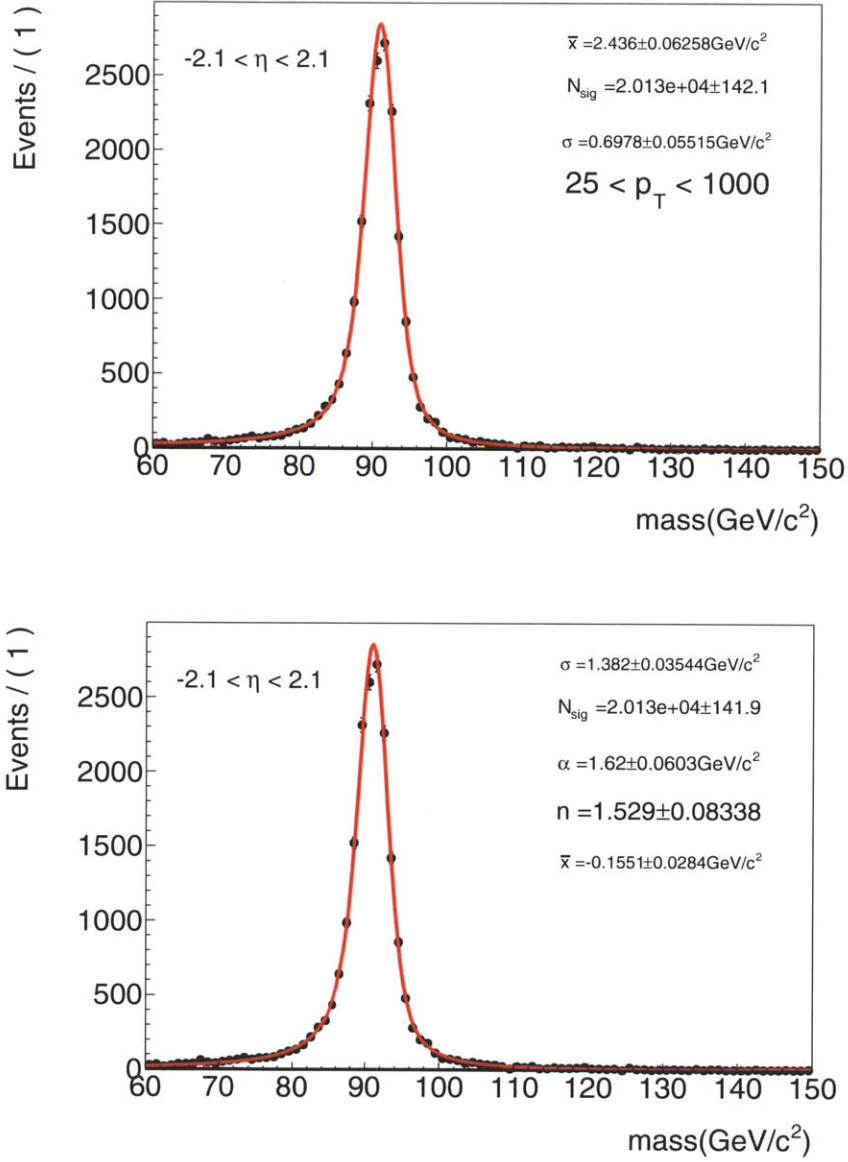 Events / ( 1 )
2500
2000
1500
1000
500
0
-2.1 < η < 2.1
x̅ =2.436±0.06258GeV/c²
N_sig =2.013e+04±142.1
σ =0.6978±0.05515GeV/c²
25 < p_T < 1000
60 70 80 90 100 110 120 130 140 150
mass(GeV/c²)
Events / ( 1 )
2500
2000
1500
1000
500
0
-2.1 < η < 2.1
σ =1.382±0.03544GeV/c²
N_sig =2.013e+04±141.9
α =1.62±0.0603GeV/c²
n =1.529±0.08338
x̅ =-0.1551±0.0284GeV/c²
60 70 80 90 100 110 120 130 140 150
mass(GeV/c²)